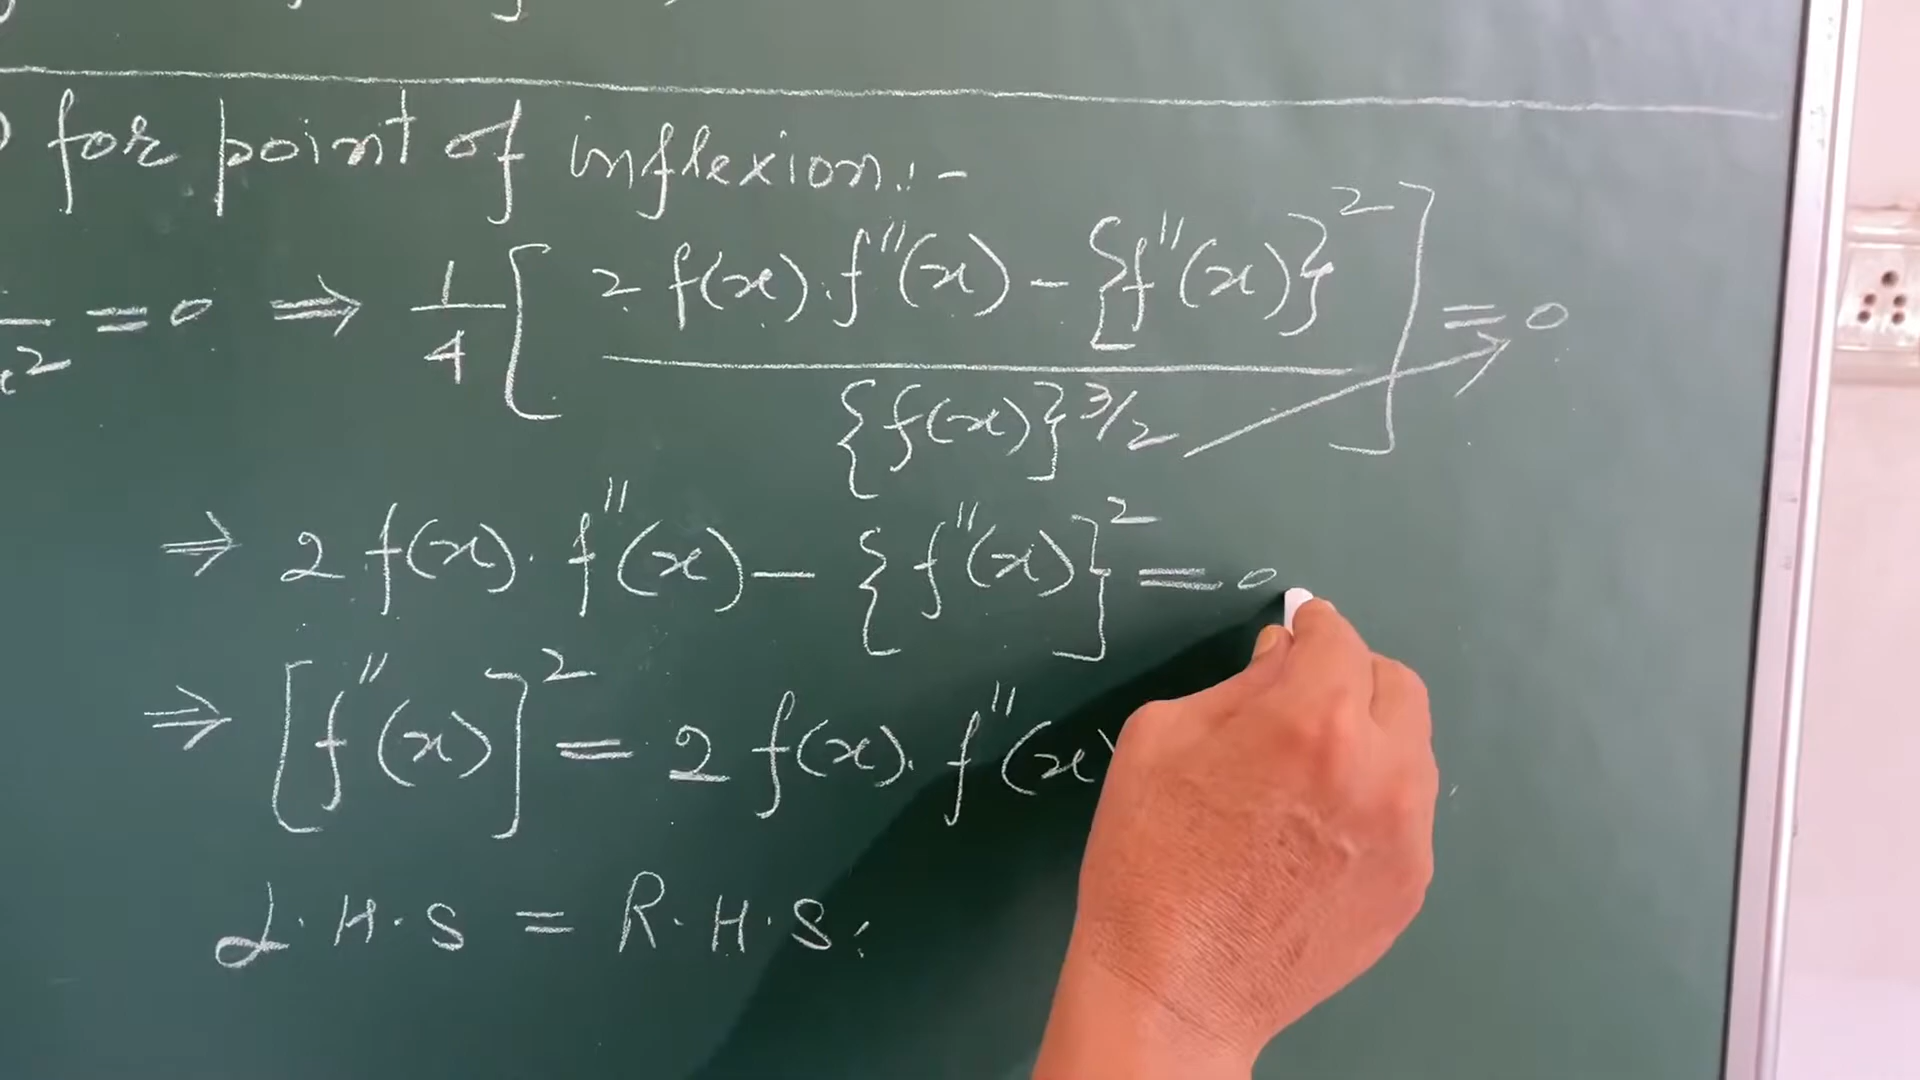 for point of inflexion:-
= 0 ⇒ 1/4 [ 2 f(x). f''(x) - {f''(x)}² / {f(x)}^3/2 ] = 0
⇒ 2 f(x). f''(x) - {f''(x)}² = 0
⇒ [f''(x)]² = 2 f(x). f''(x)
L.H.S = R.H.S.